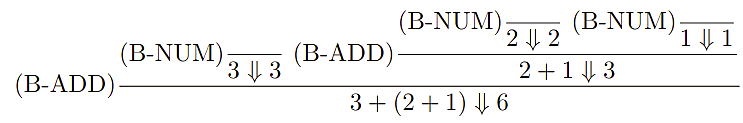 (B-NUM) (B-NUM)
2 ⇓ 2 1 ⇓ 1
(B-NUM) (B-ADD)
3 ⇓ 3 2 + 1 ⇓ 3
(B-ADD)
3 + (2 + 1) ⇓ 6